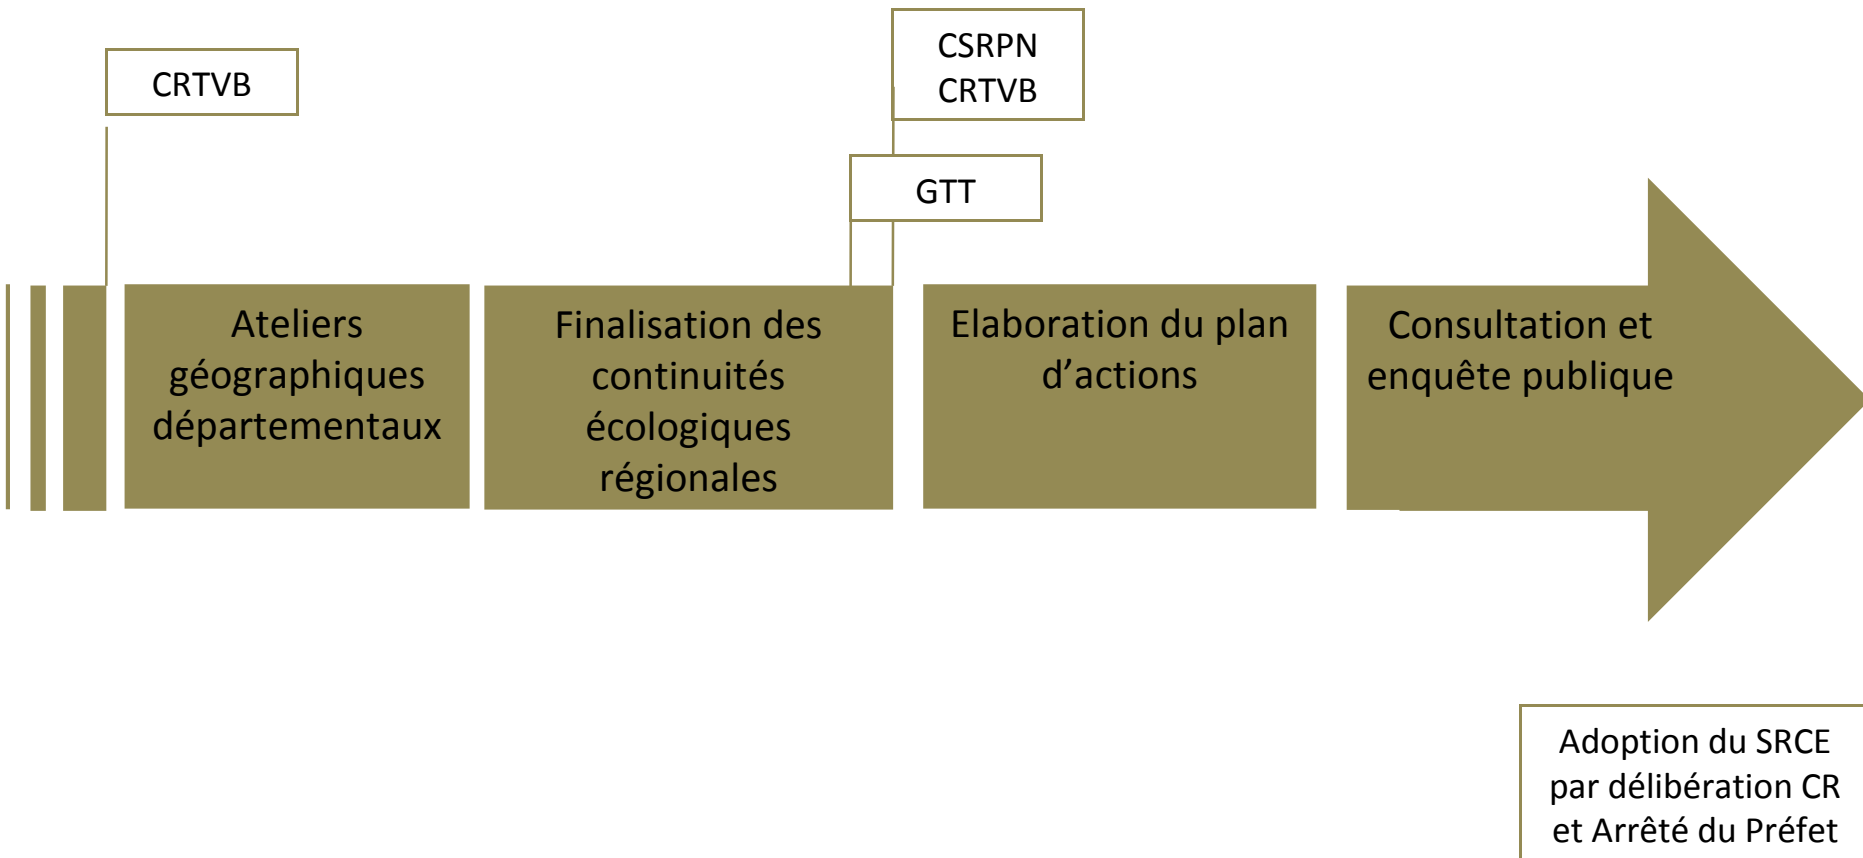 CRTVB
CSRPN
CRTVB
GTT
Ateliers
géographiques
départementaux
Finalisation des
continuités
écologiques
régionales
Elaboration du plan
d’actions
Consultation et
enquête publique
Adoption du SRCE
par délibération CR
et Arrêté du Préfet